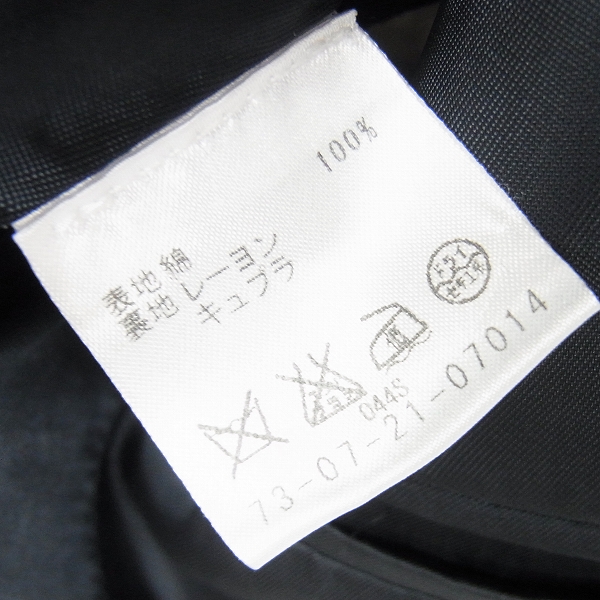 表地 綿 100%
裏地 レーヨン
キュプラ
ドライ
セキユ系
044S
73-07-21-07014